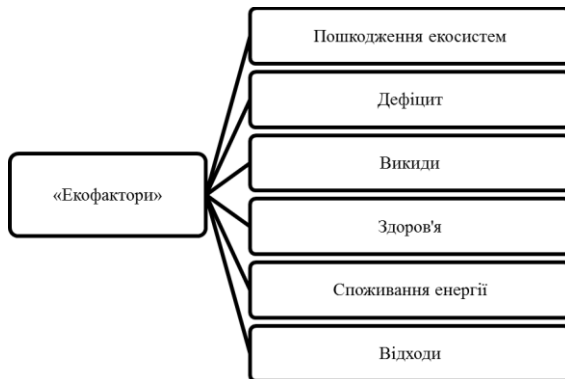 «Екофактори»
Пошкодження екосистем
Дефіцит
Викиди
Здоров'я
Споживання енергії
Відходи